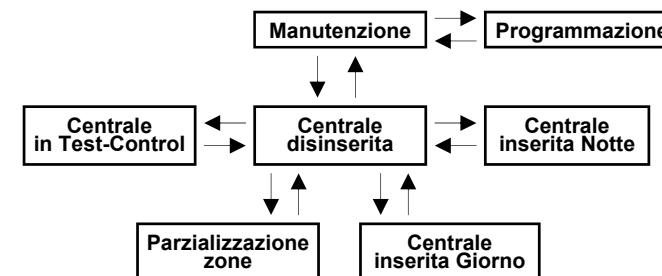 Manutenzione
Programmazione
Centrale
in Test-Control
Centrale
disinserita
Centrale
inserita Notte
Parzializzazione
zone
Centrale
inserita Giorno